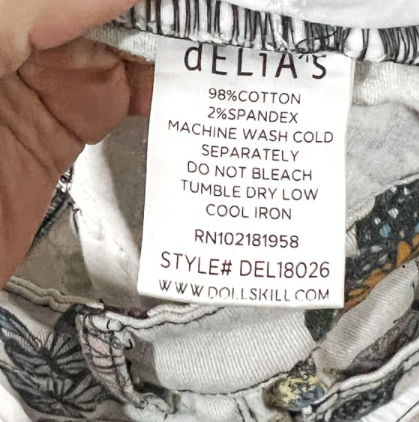 dELiA's
98%COTTON
2%SPANDEX
MACHINE WASH COLD
SEPARATELY
DO NOT BLEACH
TUMBLE DRY LOW
COOL IRON
RN102181958
STYLE# DEL18026
WWW.DOLLSKILL.COM